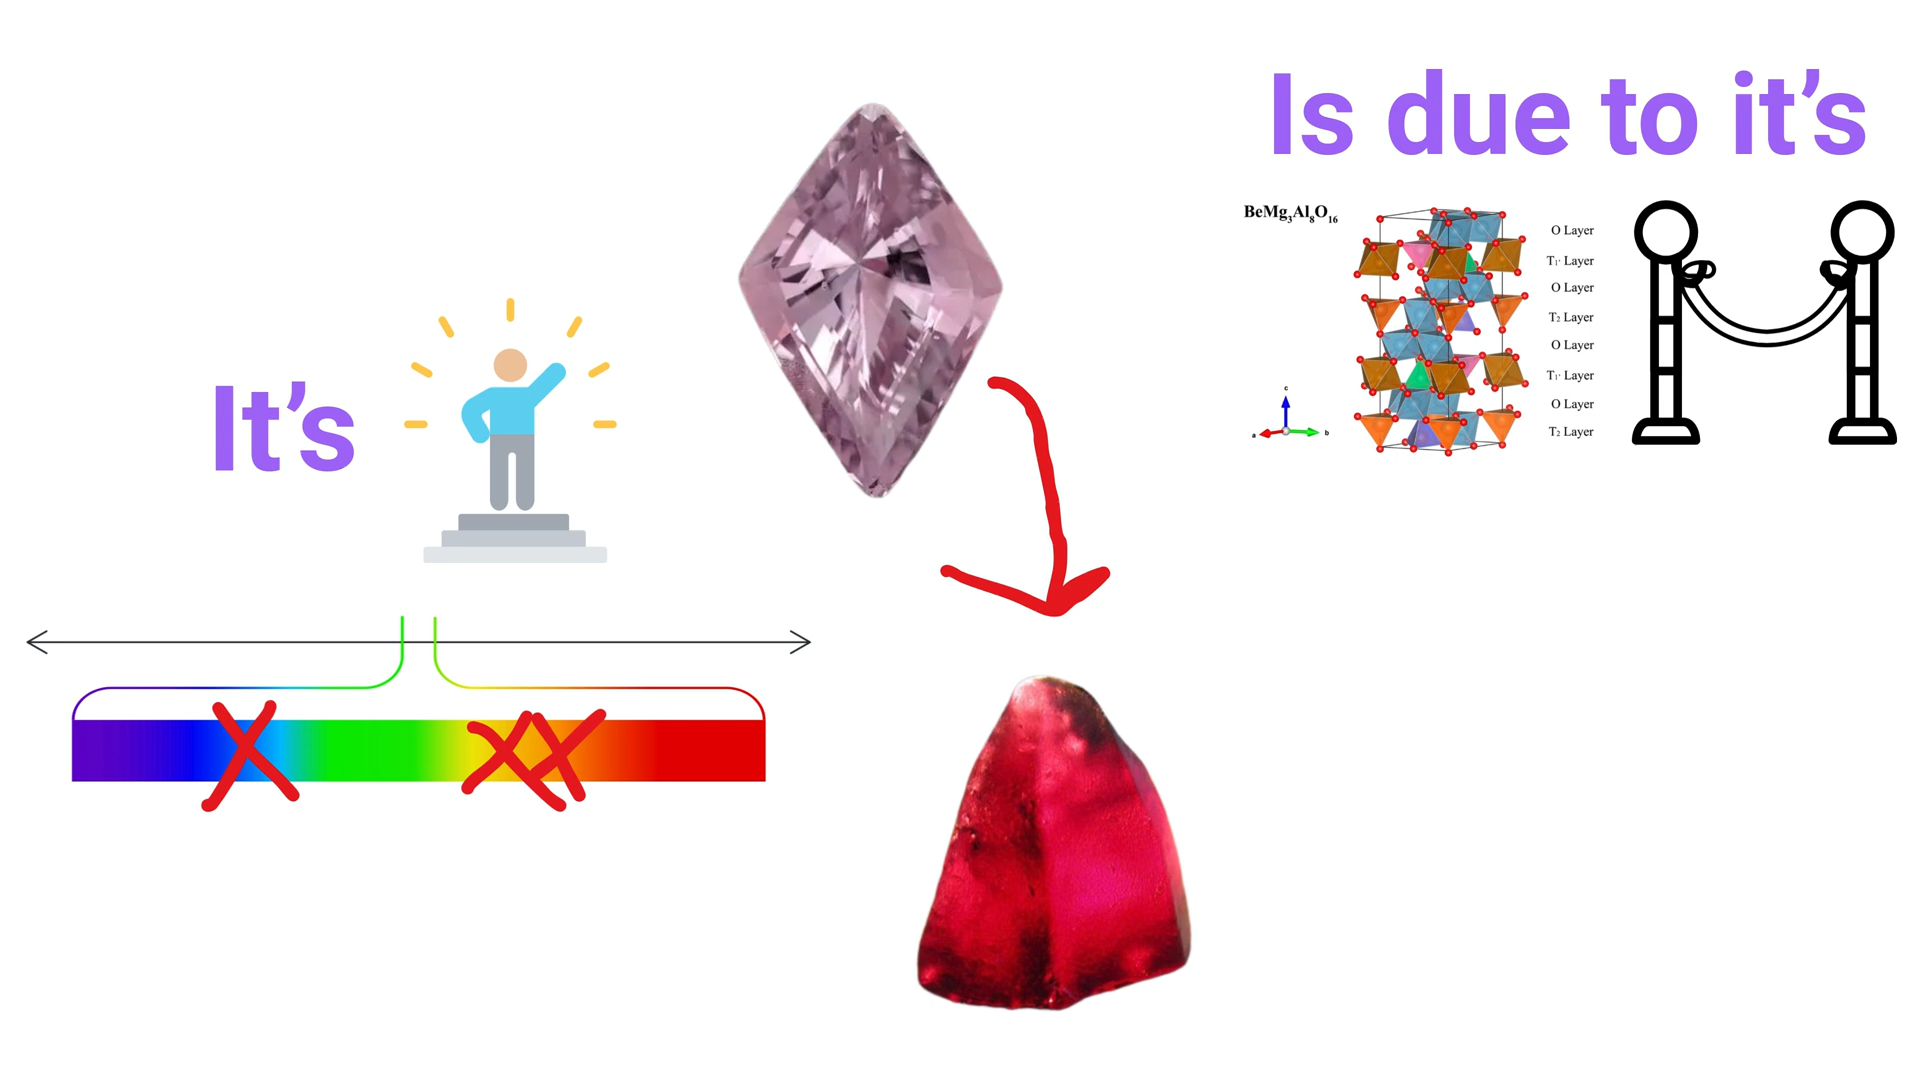 Is due to it’s
BeMg₃Al₈O₁₆
O Layer
T₁' Layer
O Layer
T₂ Layer
O Layer
T₁' Layer
O Layer
T₂ Layer
c
a
b
It’s